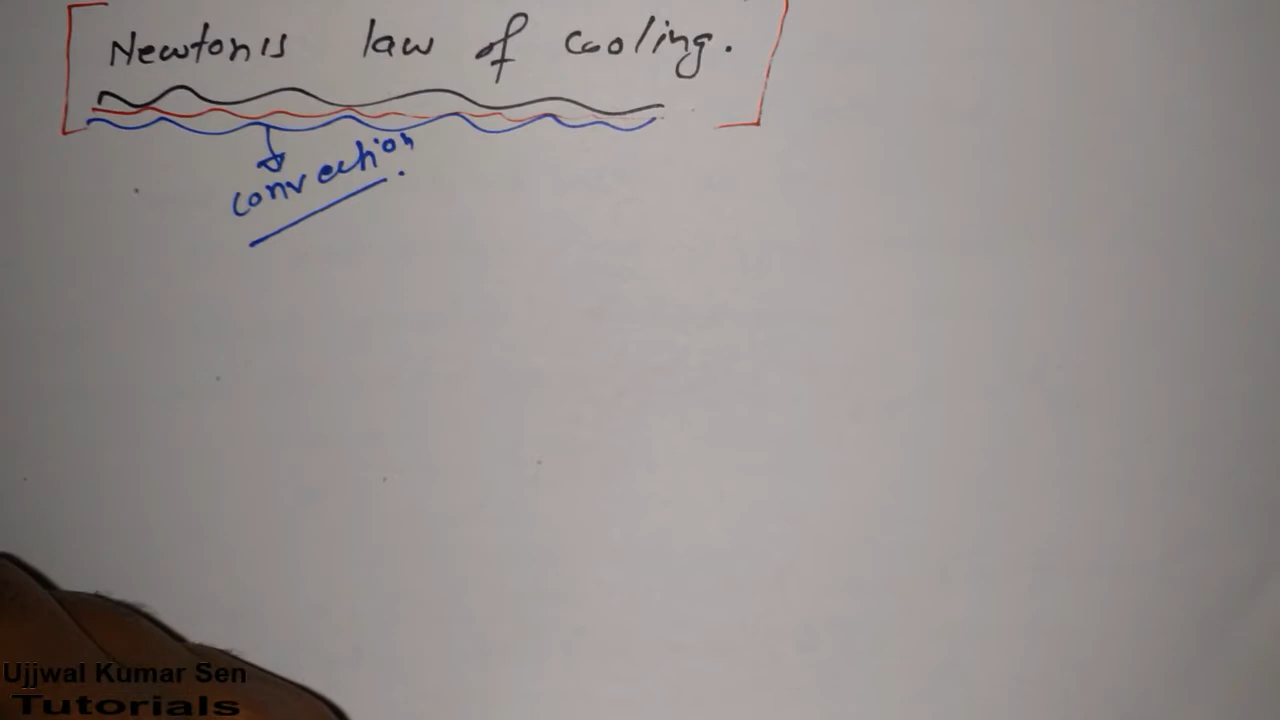 Newton's law of cooling.
convection.
Ujjwal Kumar Sen
Tutorials